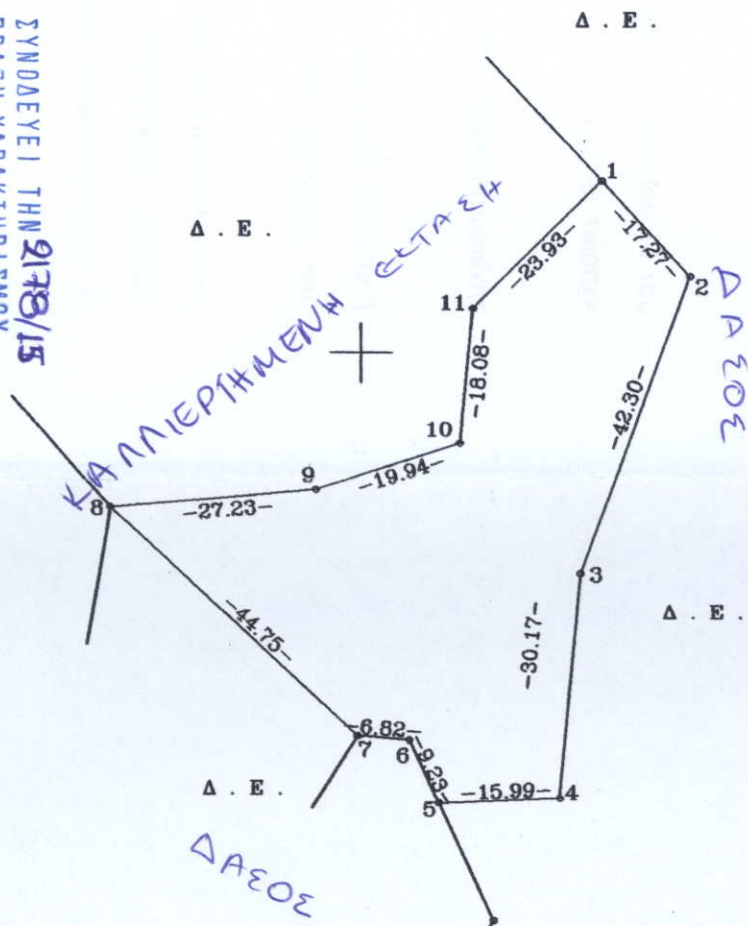 Δ . Ε .
ΣΥΝΟΔΕΥΕΙ ΤΗΝ
2178/15
Δ . Ε .
ΚΑΛΛΙΕΡΓΗΜΕΝΗ ΕΚΤΑΣΗ
1
-17.27-
2
-23.93-
11
ΔΑΣΟΣ
-18.08-
-42.30-
10
9
-19.94-
8
-27.23-
3
Δ . Ε .
-44.75-
-30.17-
-6.82-
7
6
-9.23-
Δ . Ε .
5
-15.99-
4
ΔΑΣΟΣ